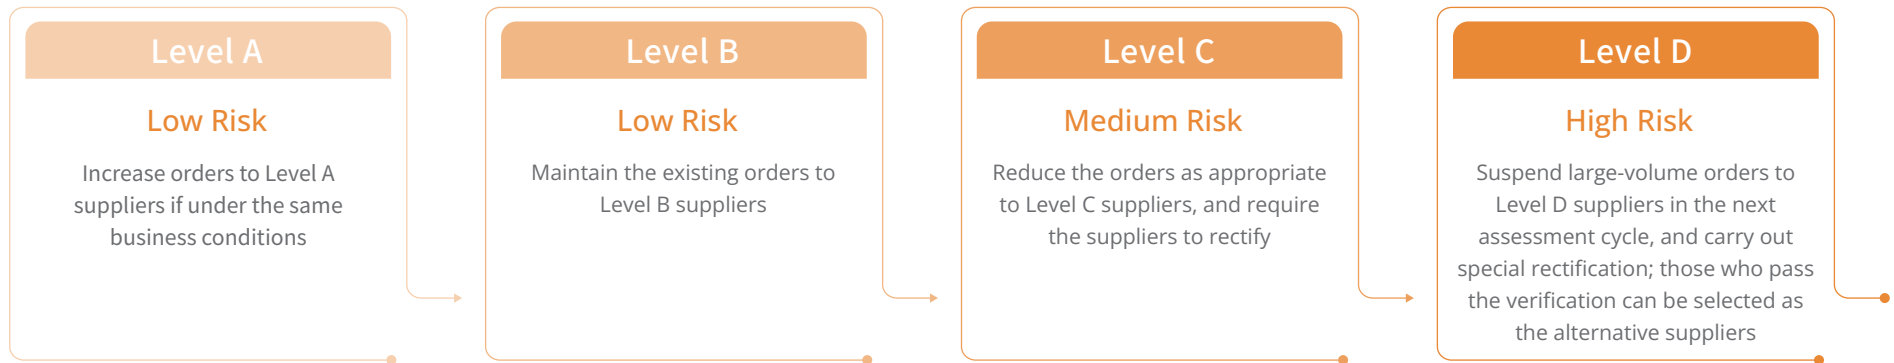 Level A
Low Risk
Increase orders to Level A
suppliers if under the same
business conditions
Level B
Low Risk
Maintain the existing orders to
Level B suppliers
Level C
Medium Risk
Reduce the orders as appropriate
to Level C suppliers, and require
the suppliers to rectify
Level D
High Risk
Suspend large-volume orders to
Level D suppliers in the next
assessment cycle, and carry out
special rectification; those who pass
the verification can be selected as
the alternative suppliers